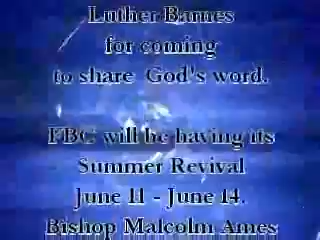 Luther Barnes
for coming
to share God's word.
FBC will be having its
Summer Revival
June 11 - June 14.
Bishop Malcolm Ames